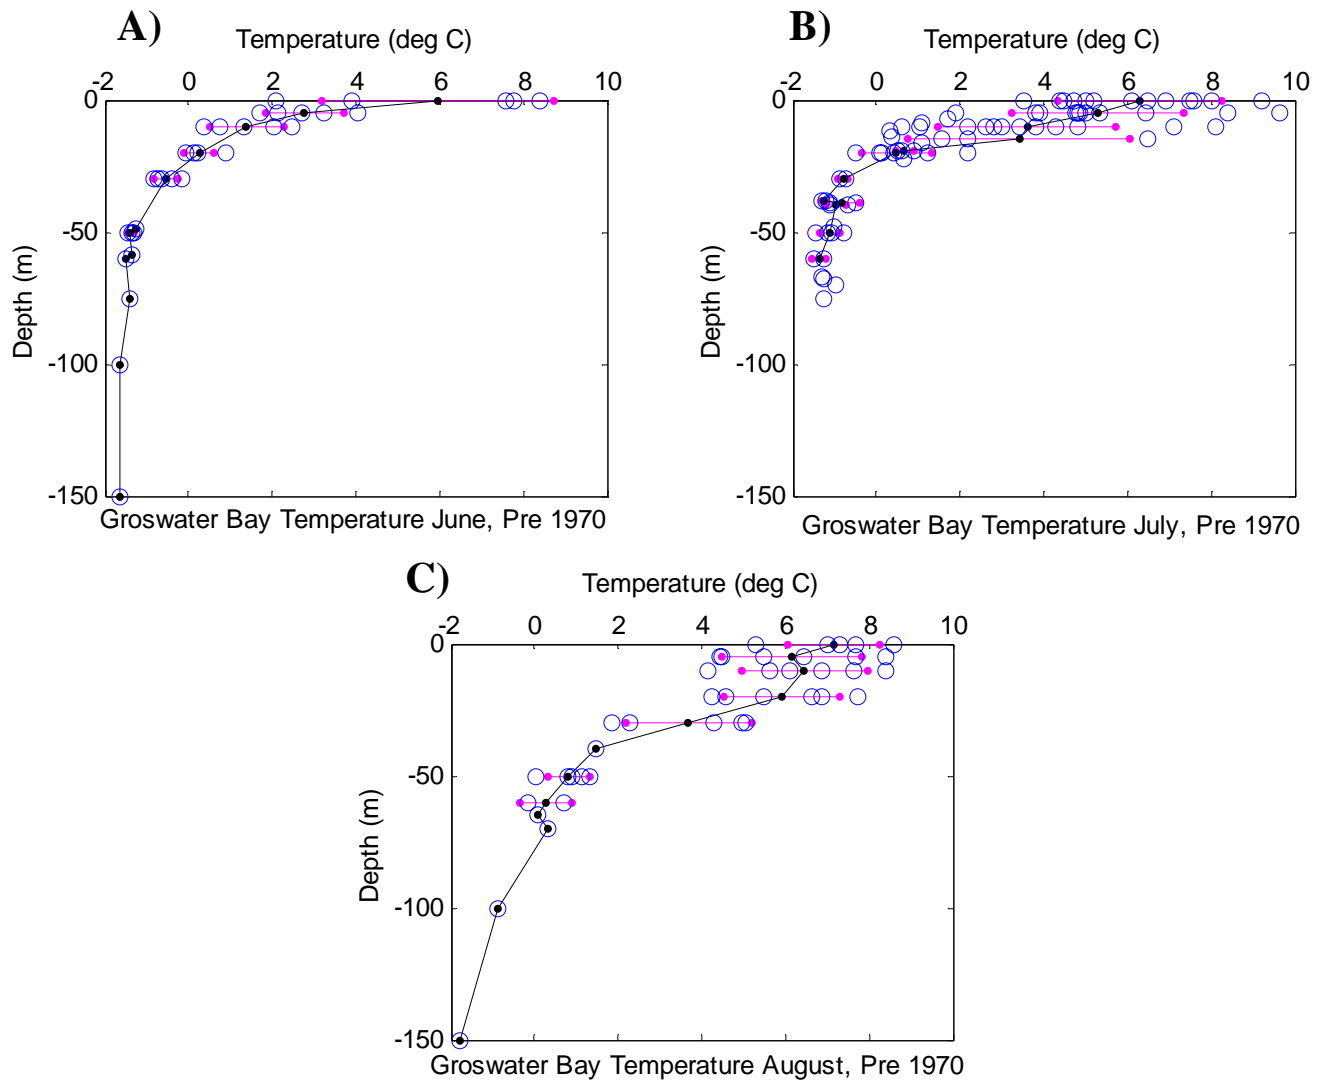 A)
Temperature (deg C)
-2 0 2 4 6 8 10
0
-50
-100
-150
Depth (m)
Groswater Bay Temperature June, Pre 1970
B)
Temperature (deg C)
-2 0 2 4 6 8 10
0
-50
-100
-150
Depth (m)
Groswater Bay Temperature July, Pre 1970
C)
Temperature (deg C)
-2 0 2 4 6 8 10
0
-50
-100
-150
Depth (m)
Groswater Bay Temperature August, Pre 1970